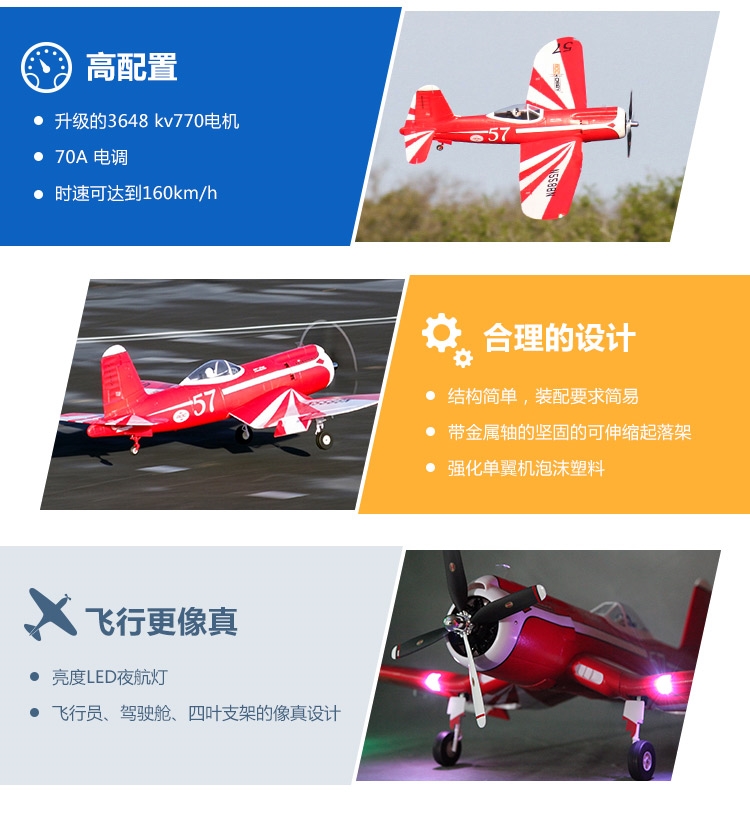 高配置
升级的3648 kv770电机
70A 电调
时速可达到160km/h
57
57
N88SBN
57
合理的设计
结构简单，装配要求简易
带金属轴的坚固的可伸缩起落架
强化单翼机泡沫塑料
飞行更像真
亮度LED夜航灯
飞行员、驾驶舱、四叶支架的像真设计